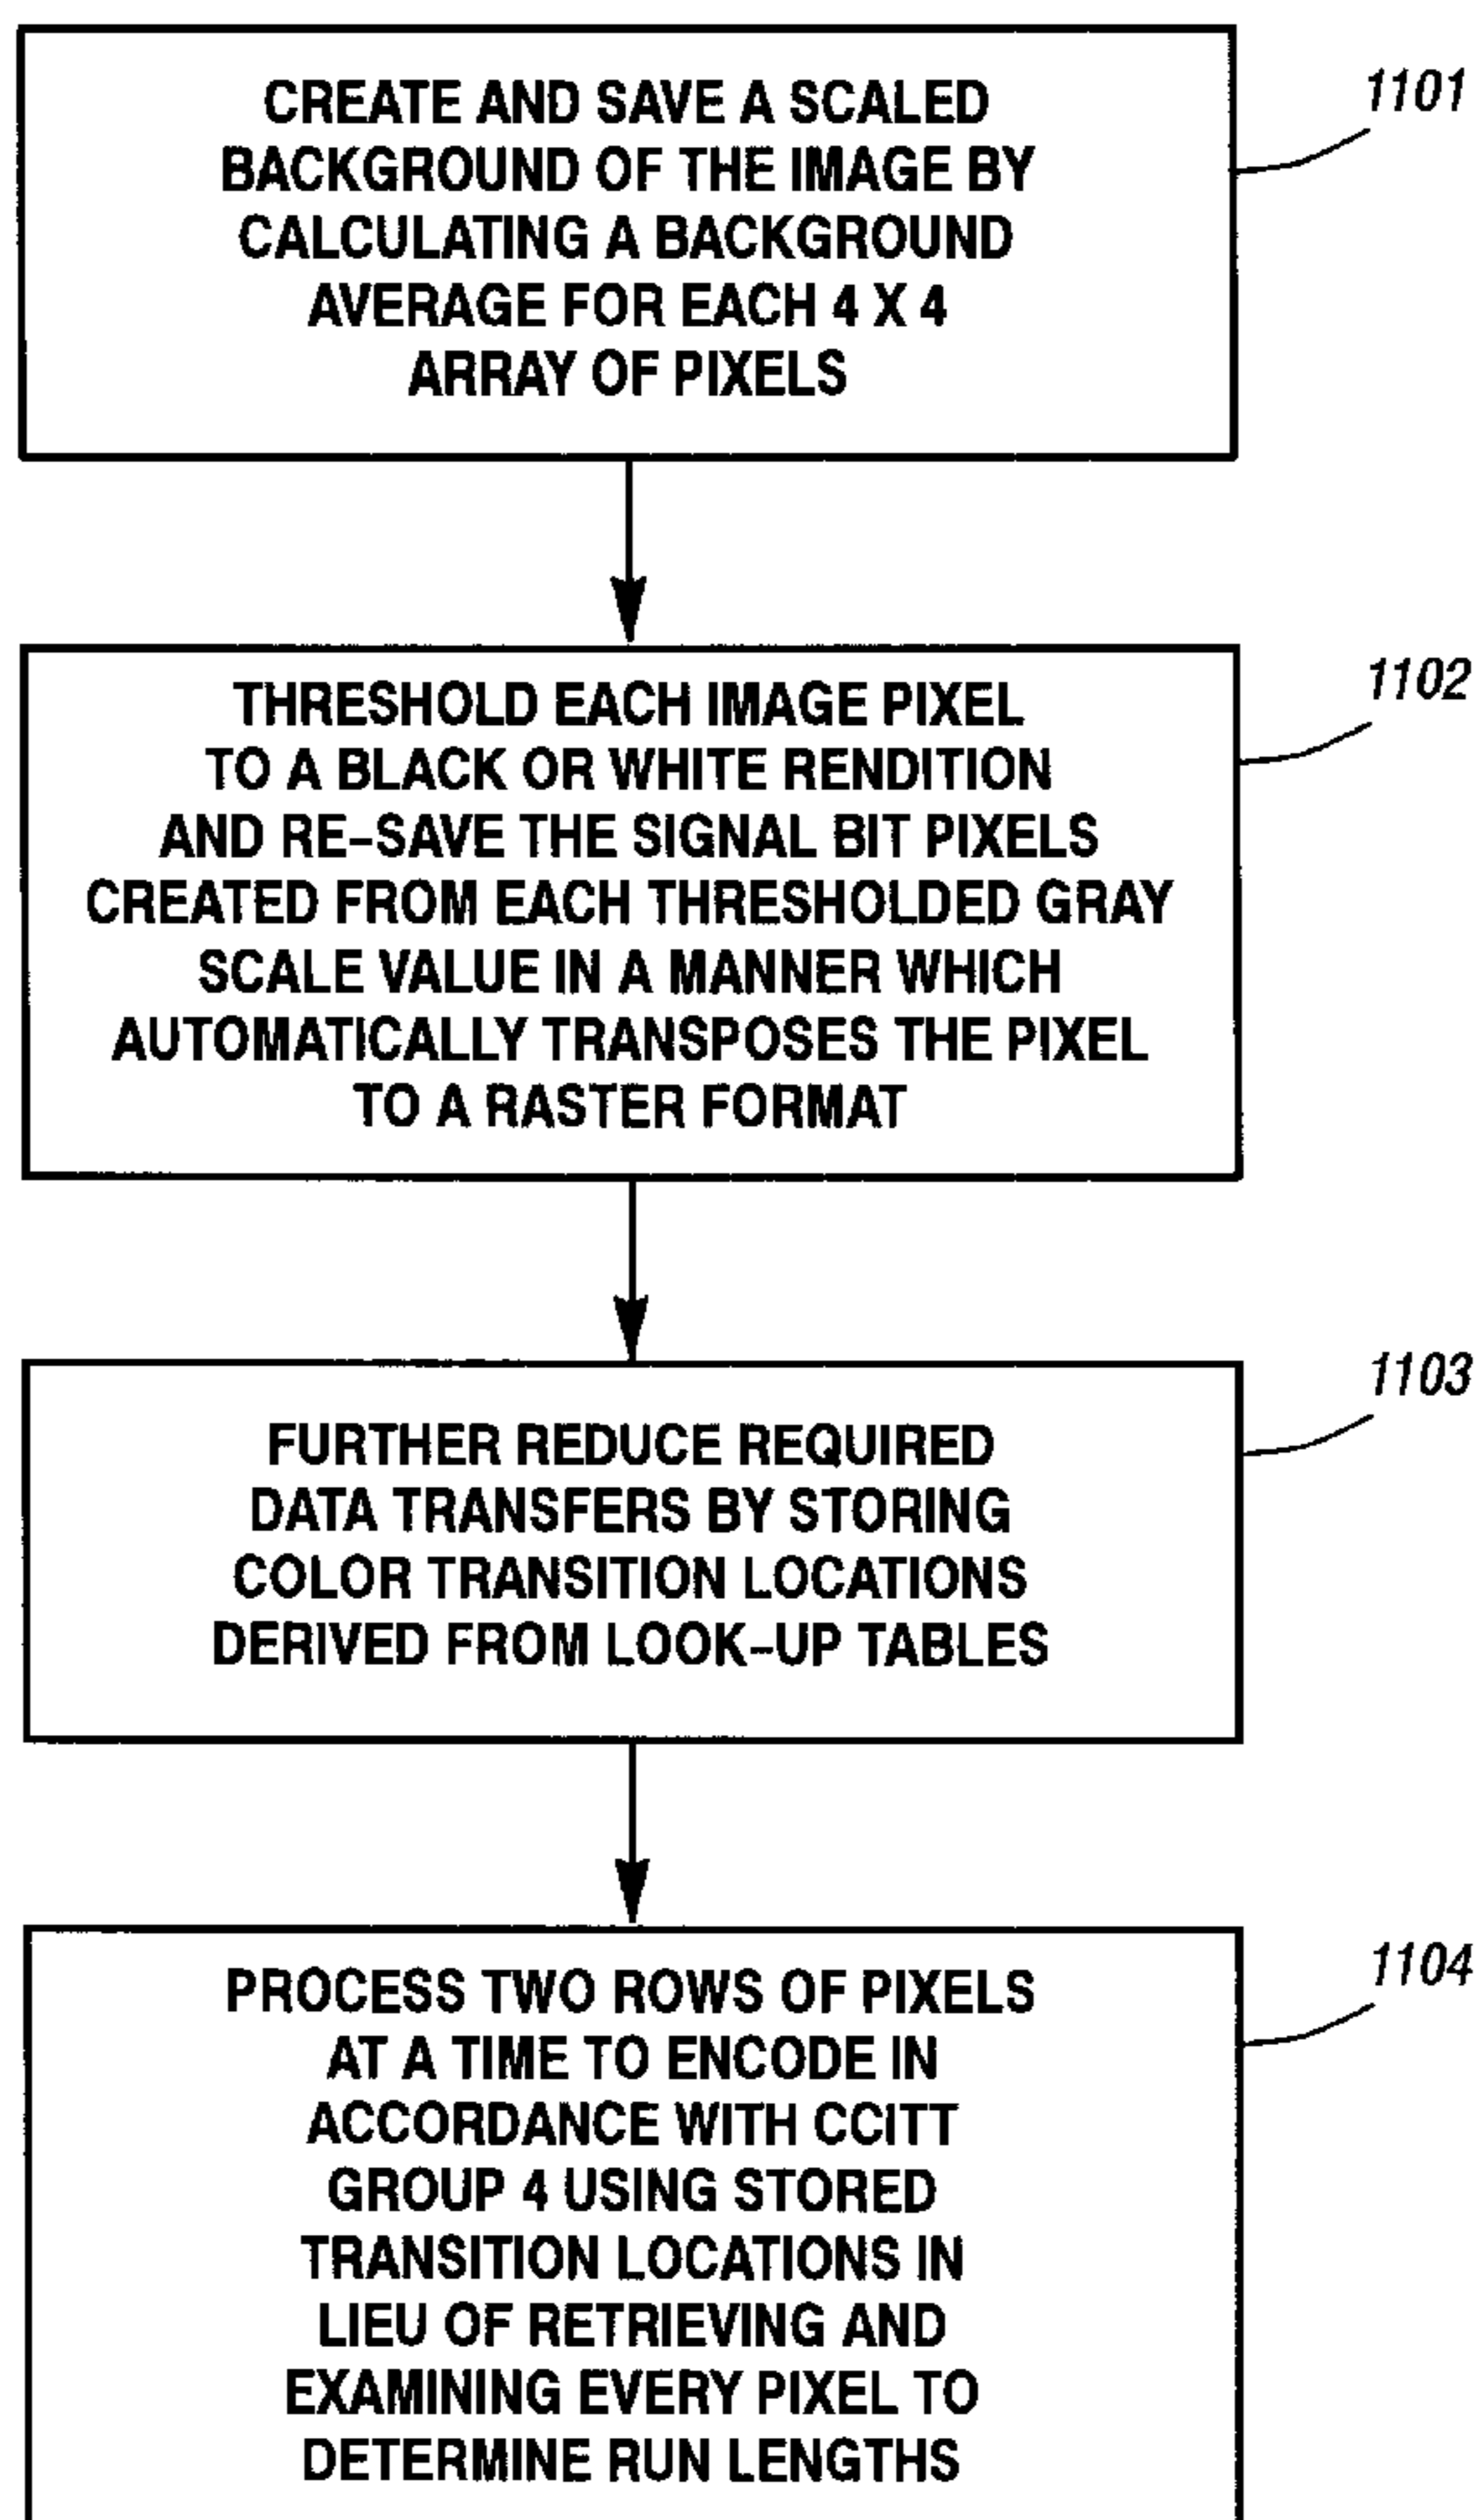 CREATE AND SAVE A SCALED
BACKGROUND OF THE IMAGE BY
CALCULATING A BACKGROUND
AVERAGE FOR EACH 4 X 4
ARRAY OF PIXELS
1101
THRESHOLD EACH IMAGE PIXEL
TO A BLACK OR WHITE RENDITION
AND RE-SAVE THE SIGNAL BIT PIXELS
CREATED FROM EACH THRESHOLDED GRAY
SCALE VALUE IN A MANNER WHICH
AUTOMATICALLY TRANSPOSES THE PIXEL
TO A RASTER FORMAT
1102
FURTHER REDUCE REQUIRED
DATA TRANSFERS BY STORING
COLOR TRANSITION LOCATIONS
DERIVED FROM LOOK-UP TABLES
1103
PROCESS TWO ROWS OF PIXELS
AT A TIME TO ENCODE IN
ACCORDANCE WITH CCITT
GROUP 4 USING STORED
TRANSITION LOCATIONS IN
LIEU OF RETRIEVING AND
EXAMINING EVERY PIXEL TO
DETERMINE RUN LENGTHS
1104